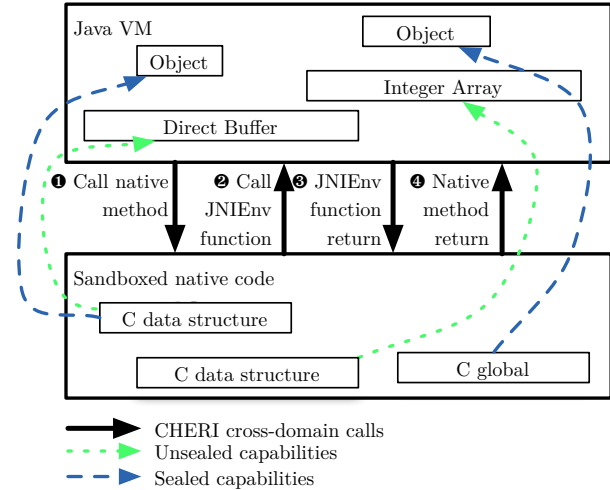 Java VM
Object
Object
Integer Array
Direct Buffer
❶ Call native
method
❷ Call
JNIEnv
function
❸ JNIEnv
function
return
❹ Native
method
return
Sandboxed native code
C data structure
C data structure
C global
CHERI cross-domain calls
Unsealed capabilities
Sealed capabilities